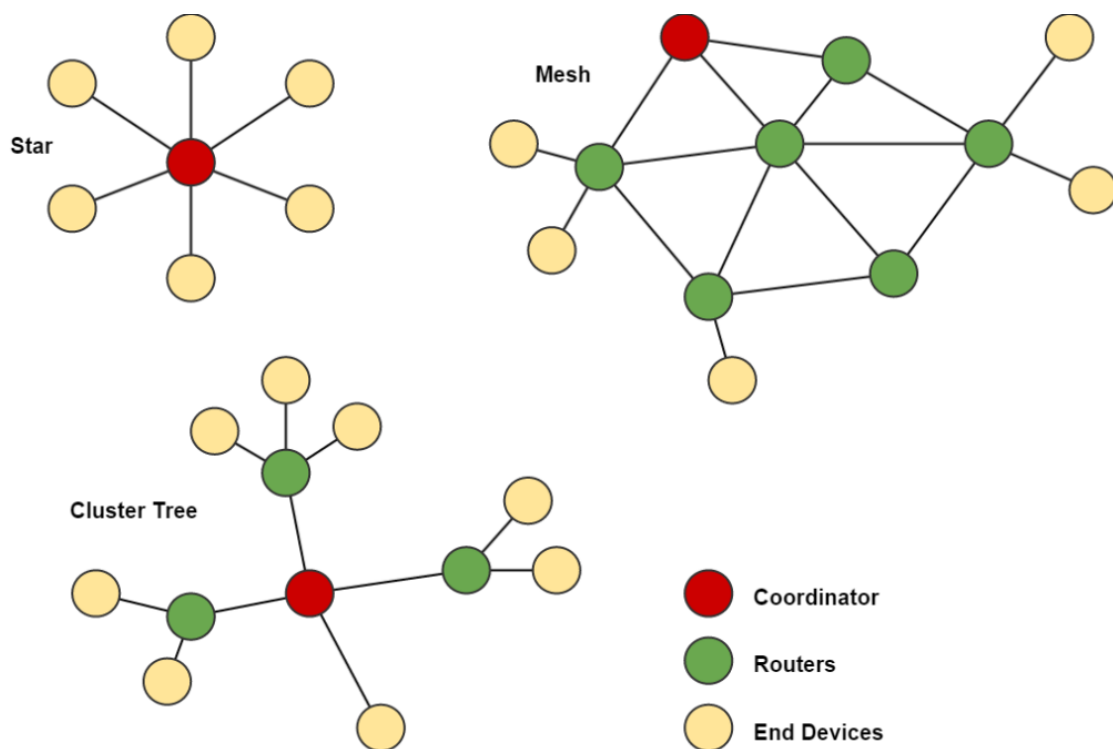 Star
Mesh
Cluster Tree
Coordinator
Routers
End Devices